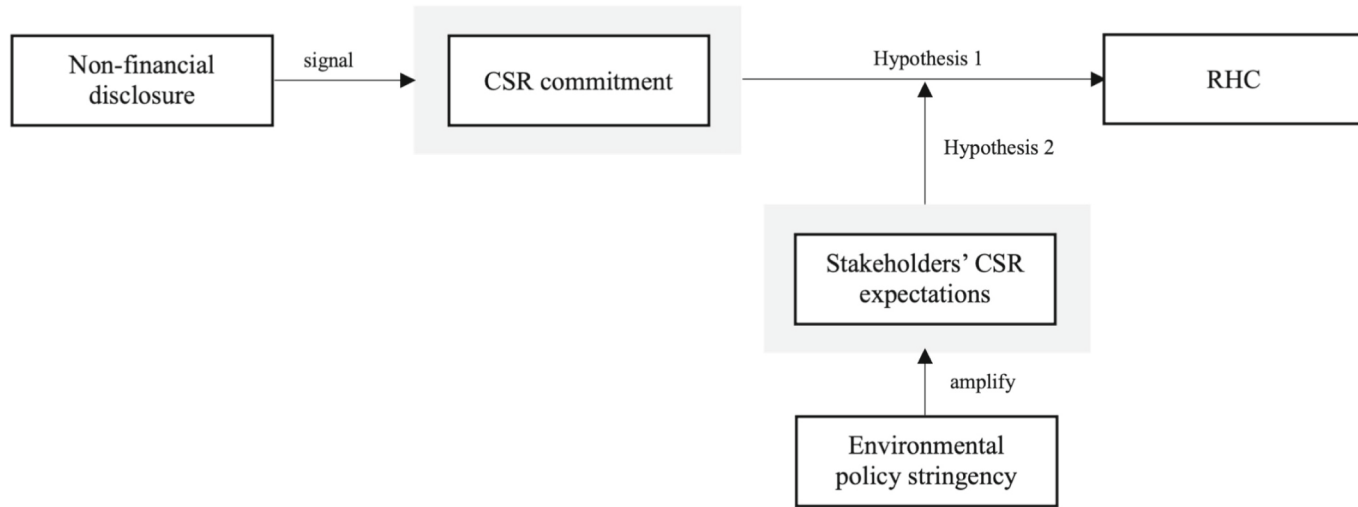 Non-financial
disclosure
signal
CSR commitment
Hypothesis 1
RHC
Hypothesis 2
Stakeholders’ CSR
expectations
amplify
Environmental
policy stringency